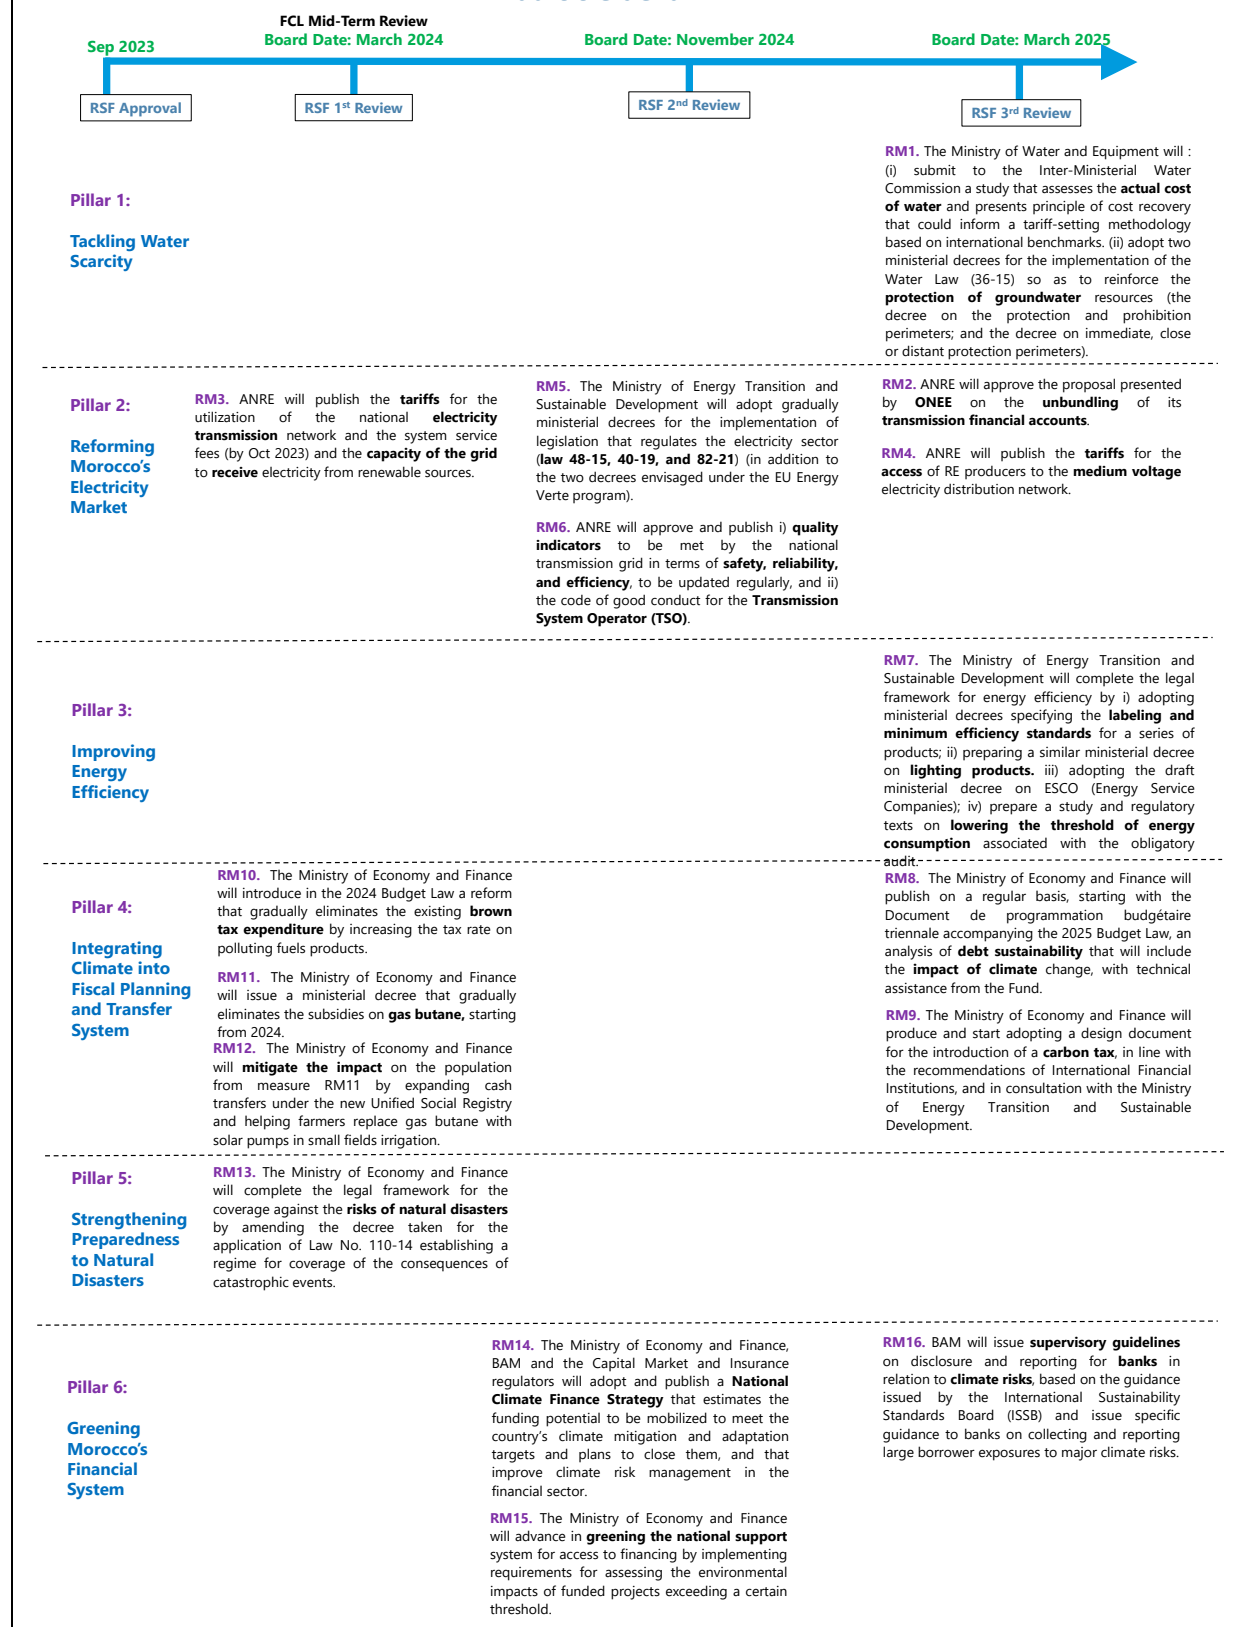 FCL Mid-Term Review
Sep 2023
Board Date: March 2024
Board Date: November 2024
Board Date: March 2025
RSF Approval
RSF 1st Review
RSF 2nd Review
RSF 3rd Review
Pillar 1:
Tackling Water
Scarcity
RM1. The Ministry of Water and Equipment will :
(i) submit to the Inter-Ministerial Water
Commission a study that assesses the actual cost
of water and presents principle of cost recovery
that could inform a tariff-setting methodology
based on international benchmarks. (ii) adopt two
ministerial decrees for the implementation of the
Water Law (36-15) so as to reinforce the
protection of groundwater resources (the
decree on the protection and prohibition
perimeters; and the decree on immediate, close
or distant protection perimeters).
Pillar 2:
Reforming
Morocco's
Electricity
Market
RM3. ANRE will publish the tariffs for the
utilization of the national electricity
transmission network and the system service
fees (by Oct 2023) and the capacity of the grid
to receive electricity from renewable sources.
RM5. The Ministry of Energy Transition and
Sustainable Development will adopt gradually
ministerial decrees for the implementation of
legislation that regulates the electricity sector
(law 48-15, 40-19, and 82-21) (in addition to
the two decrees envisaged under the EU Energy
Verte program).
RM6. ANRE will approve and publish i) quality
indicators to be met by the national
transmission grid in terms of safety, reliability,
and efficiency, to be updated regularly, and ii)
the code of good conduct for the Transmission
System Operator (TSO).
RM2. ANRE will approve the proposal presented
by ONEE on the unbundling of its
transmission financial accounts.
RM4. ANRE will publish the tariffs for the
access of RE producers to the medium voltage
electricity distribution network.
Pillar 3:
Improving
Energy
Efficiency
RM7. The Ministry of Energy Transition and
Sustainable Development will complete the legal
framework for energy efficiency by i) adopting
ministerial decrees specifying the labeling and
minimum efficiency standards for a series of
products; ii) preparing a similar ministerial decree
on lighting products. iii) adopting the draft
ministerial decree on ESCO (Energy Service
Companies); iv) prepare a study and regulatory
texts on lowering the threshold of energy
consumption associated with the obligatory
audit.
Pillar 4:
Integrating
Climate into
Fiscal Planning
and Transfer
System
RM10. The Ministry of Economy and Finance
will introduce in the 2024 Budget Law a reform
that gradually eliminates the existing brown
tax expenditure by increasing the tax rate on
polluting fuels products.
RM11. The Ministry of Economy and Finance
will issue a ministerial decree that gradually
eliminates the subsidies on gas butane, starting
from 2024.
RM12. The Ministry of Economy and Finance
will mitigate the impact on the population
from measure RM11 by expanding cash
transfers under the new Unified Social Registry
and helping farmers replace gas butane with
solar pumps in small fields irrigation.
RM8. The Ministry of Economy and Finance will
publish on a regular basis, starting with the
Document de programmation budgétaire
triennale accompanying the 2025 Budget Law, an
analysis of debt sustainability that will include
the impact of climate change, with technical
assistance from the Fund.
RM9. The Ministry of Economy and Finance will
produce and start adopting a design document
for the introduction of a carbon tax, in line with
the recommendations of International Financial
Institutions, and in consultation with the Ministry
of Energy Transition and Sustainable
Development.
Pillar 5:
Strengthening
Preparedness
to Natural
Disasters
RM13. The Ministry of Economy and Finance
will complete the legal framework for the
coverage against the risks of natural disasters
by amending the decree taken for the
application of Law No. 110-14 establishing a
regime for coverage of the consequences of
catastrophic events.
Pillar 6:
Greening
Morocco's
Financial
System
RM14. The Ministry of Economy and Finance,
BAM and the Capital Market and Insurance
regulators will adopt and publish a National
Climate Finance Strategy that estimates the
funding potential to be mobilized to meet the
country's climate mitigation and adaptation
targets and plans to close them, and that
improve climate risk management in the
financial sector.
RM15. The Ministry of Economy and Finance
will advance in greening the national support
system for access to financing by implementing
requirements for assessing the environmental
impacts of funded projects exceeding a certain
threshold.
RM16. BAM will issue supervisory guidelines
on disclosure and reporting for banks in
relation to climate risks, based on the guidance
issued by the International Sustainability
Standards Board (ISSB) and issue specific
guidance to banks on collecting and reporting
large borrower exposures to major climate risks.